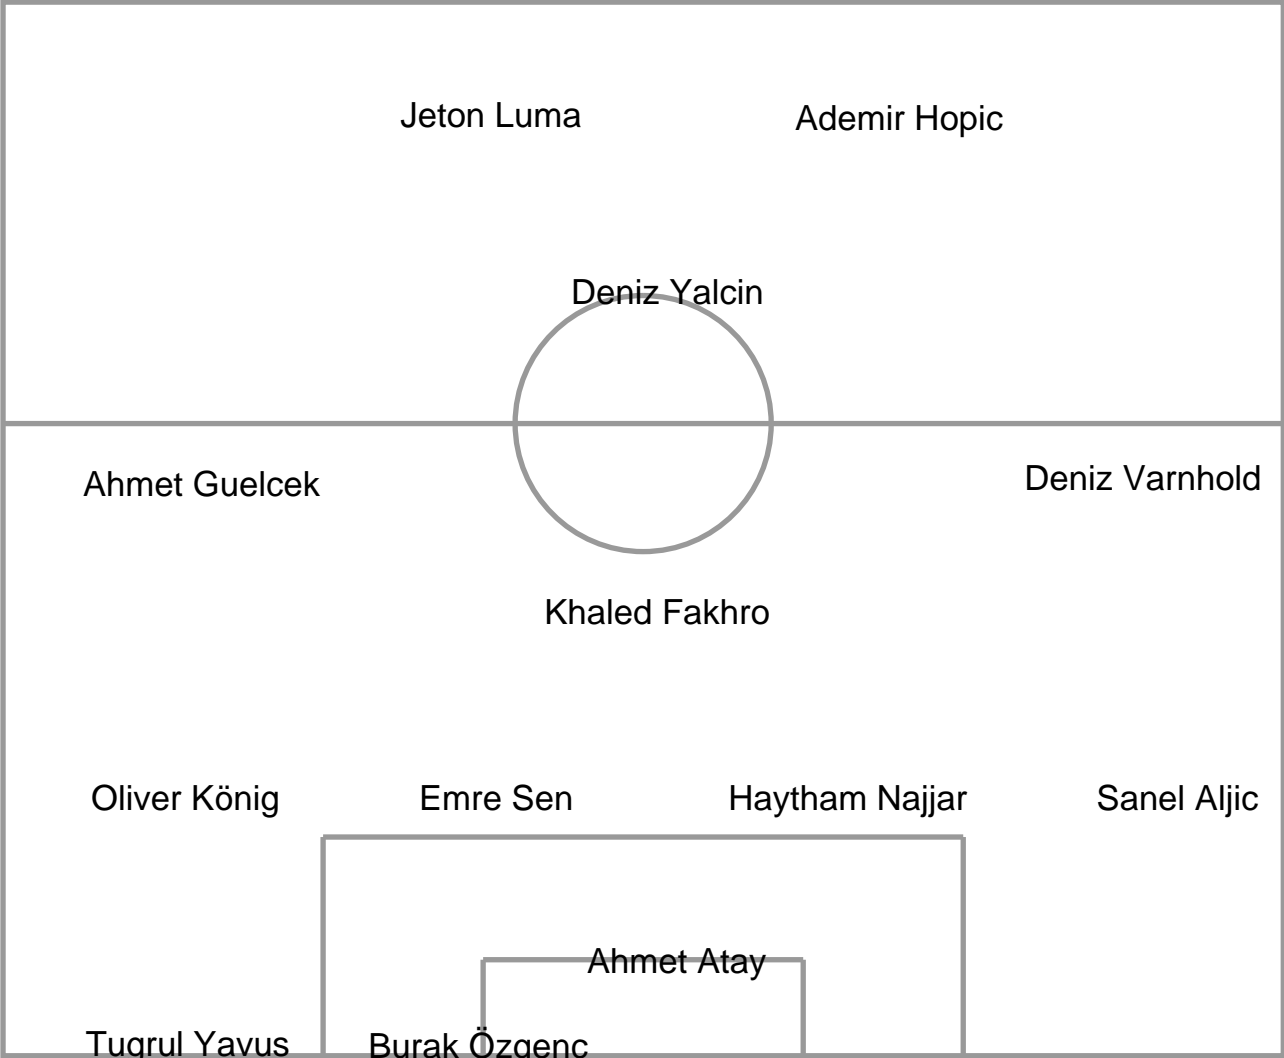 Jeton Luma
Ademir Hopic
Deniz Yalcin
Ahmet Guelcek
Deniz Varnhold
Khaled Fakhro
Oliver König
Emre Sen
Haytham Najjar
Sanel Aljic
Ahmet Atay
Tugrul Yavus
Burak Özgenc